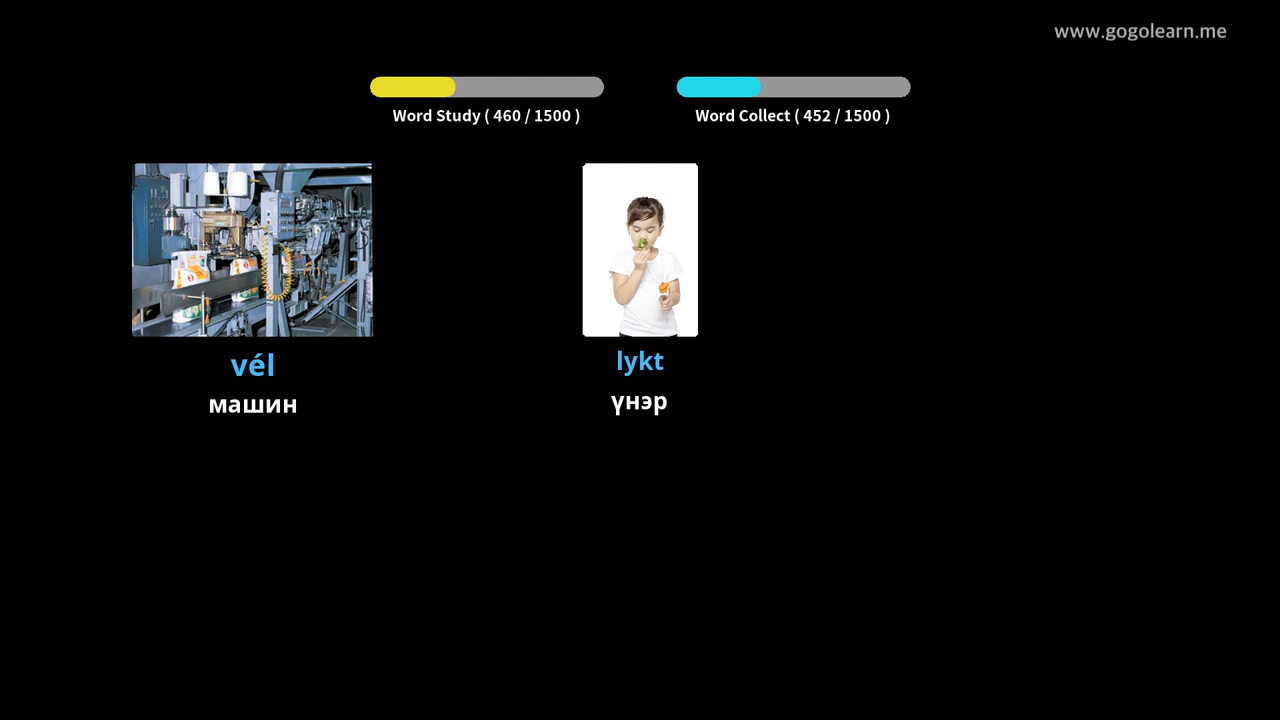 www.gogolearn.me
Word Study ( 460 / 1500 )
Word Collect ( 452 / 1500 )
vél
машин
lykt
үнэр